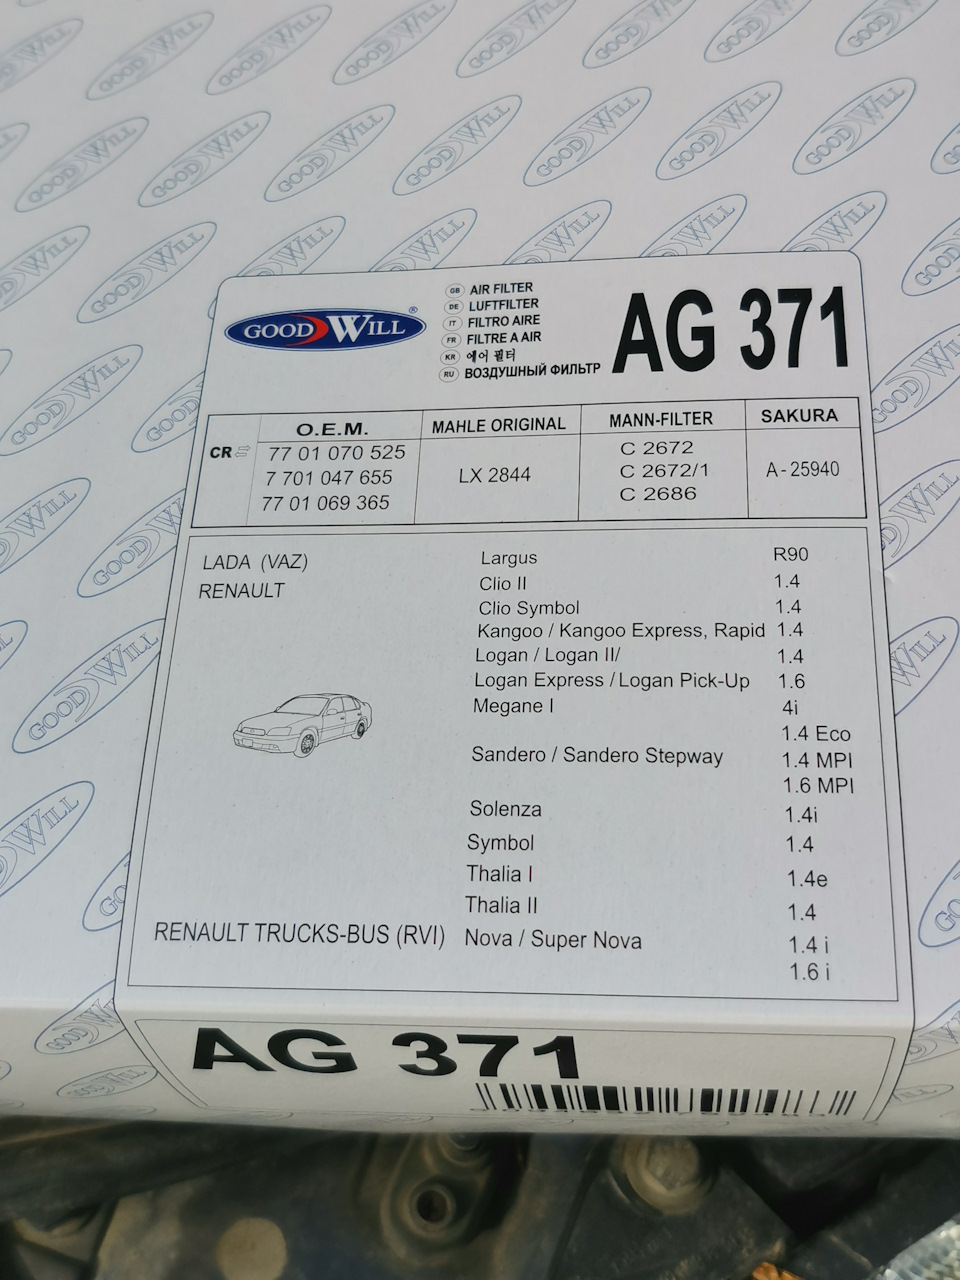 GOODWILL®
GB AIR FILTER
DE LUFTFILTER
IT FILTRO AIRE
FR FILTRE A AIR
KR 에어 필터
RU ВОЗДУШНЫЙ ФИЛЬТР
AG 371
CR O.E.M. MAHLE ORIGINAL MANN-FILTER SAKURA
77 01 070 525 C 2672
7 701 047 655 LX 2844 C 2672/1 A-25940
77 01 069 365 C 2686
LADA (VAZ) Largus R90
RENAULT Clio II 1.4
Clio Symbol 1.4
Kangoo / Kangoo Express, Rapid 1.4
Logan / Logan II/ 1.4
Logan Express / Logan Pick-Up 1.6
Megane I 4i
1.4 Eco
Sandero / Sandero Stepway 1.4 MPI
1.6 MPI
Solenza 1.4i
Symbol 1.4
Thalia I 1.4e
Thalia II 1.4
RENAULT TRUCKS-BUS (RVI) Nova / Super Nova 1.4 i
1.6 i
AG 371